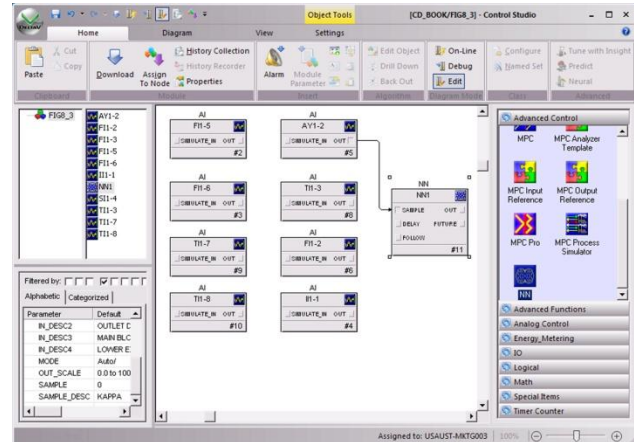 Object Tools
[CD_BOOK/FIG8_3] - Control Studio
Home
Diagram
View
Settings
Paste
Cut
Copy
Clipboard
Download
Assign
To Node
History Collection
History Recorder
Properties
Module
Alarm
Module
Parameter
Insert
Edit Object
Drill Down
Back Out
Algorithm
On-Line
Debug
Edit
Diagram Mode
Configure
Named Set
Class
Tune with Insight
Predict
Neural
Advanced
FIG8_3
AY1-2
FI1-2
FI1-3
FI1-5
FI1-6
II1-1
NN1
SI1-4
TI1-3
TI1-7
TI1-8
Filtered by:
Alphabetic
Categorized
Parameter Default
IN_DESC2 OUTLET D
IN_DESC3 MAIN BLC
IN_DESC4 LOWER E
MODE Auto/
OUT_SCALE 0.0 to 100
SAMPLE 0
SAMPLE_DESC KAPPA
AI
FI1-5
SIMULATE_IN OUT
#2
AI
AY1-2
SIMULATE_IN OUT
#5
AI
FI1-6
SIMULATE_IN OUT
#3
AI
TI1-3
SIMULATE_IN OUT
#8
AI
TI1-7
SIMULATE_IN OUT
#9
AI
FI1-2
SIMULATE_IN OUT
#6
AI
TI1-8
SIMULATE_IN OUT
#10
AI
II1-1
SIMULATE_IN OUT
#4
NN
NN1
SAMPLE OUT
DELAY FUTURE
FOLLOW
#11
Advanced Control
MPC
MPC Analyzer
Template
MPC Input
Reference
MPC Output
Reference
MPC Pro
MPC Process
Simulator
NN
Advanced Functions
Analog Control
Energy_Metering
IO
Logical
Math
Special Items
Timer Counter
Assigned to: USAUST-MKTG003
100%